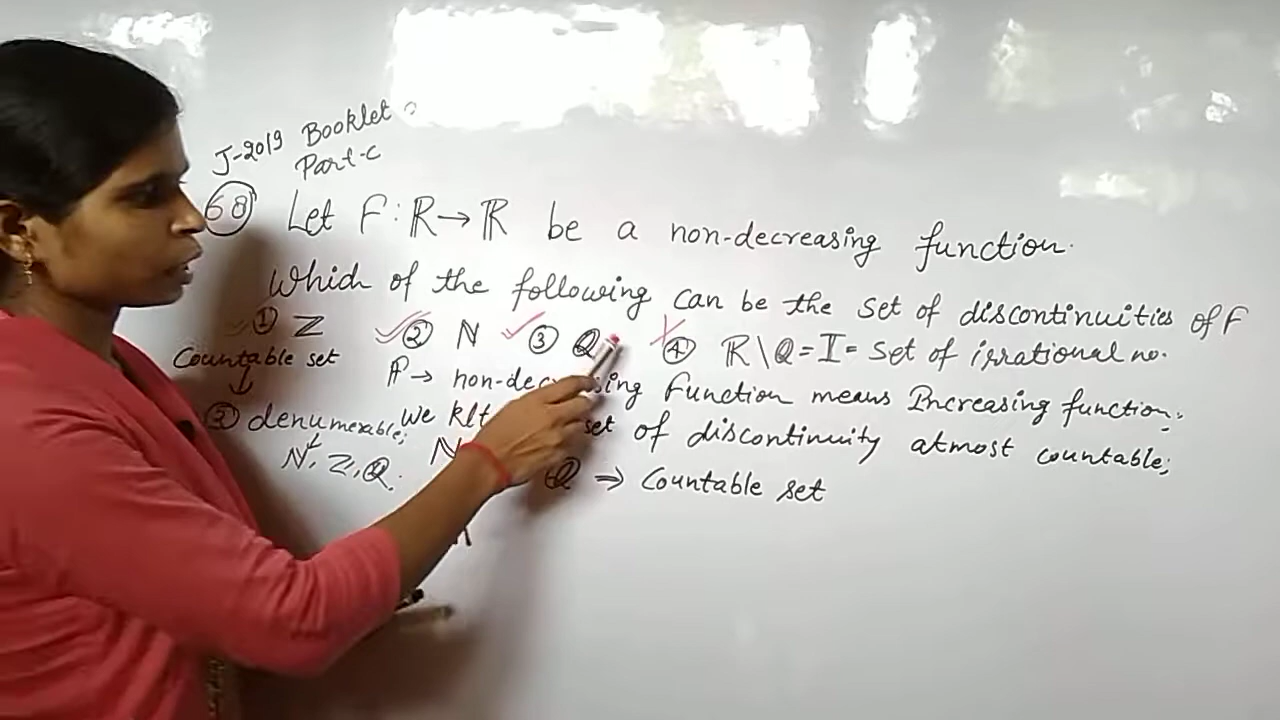 J-2019 Booklet :
Part-C
68 Let F : ℝ → ℝ be a non-decreasing function.
Which of the following can be the set of discontinuities of F
① ℤ ② ℕ ③ ℚ ④ ℝ\ℚ = I = set of irrational no.
Countable set
→ non-dec sing function means Increasing function.
② denumerable; We set of discontinuity atmost countable;
ℕ, ℤ, ℚ. ℕ ℚ ⇒ Countable set